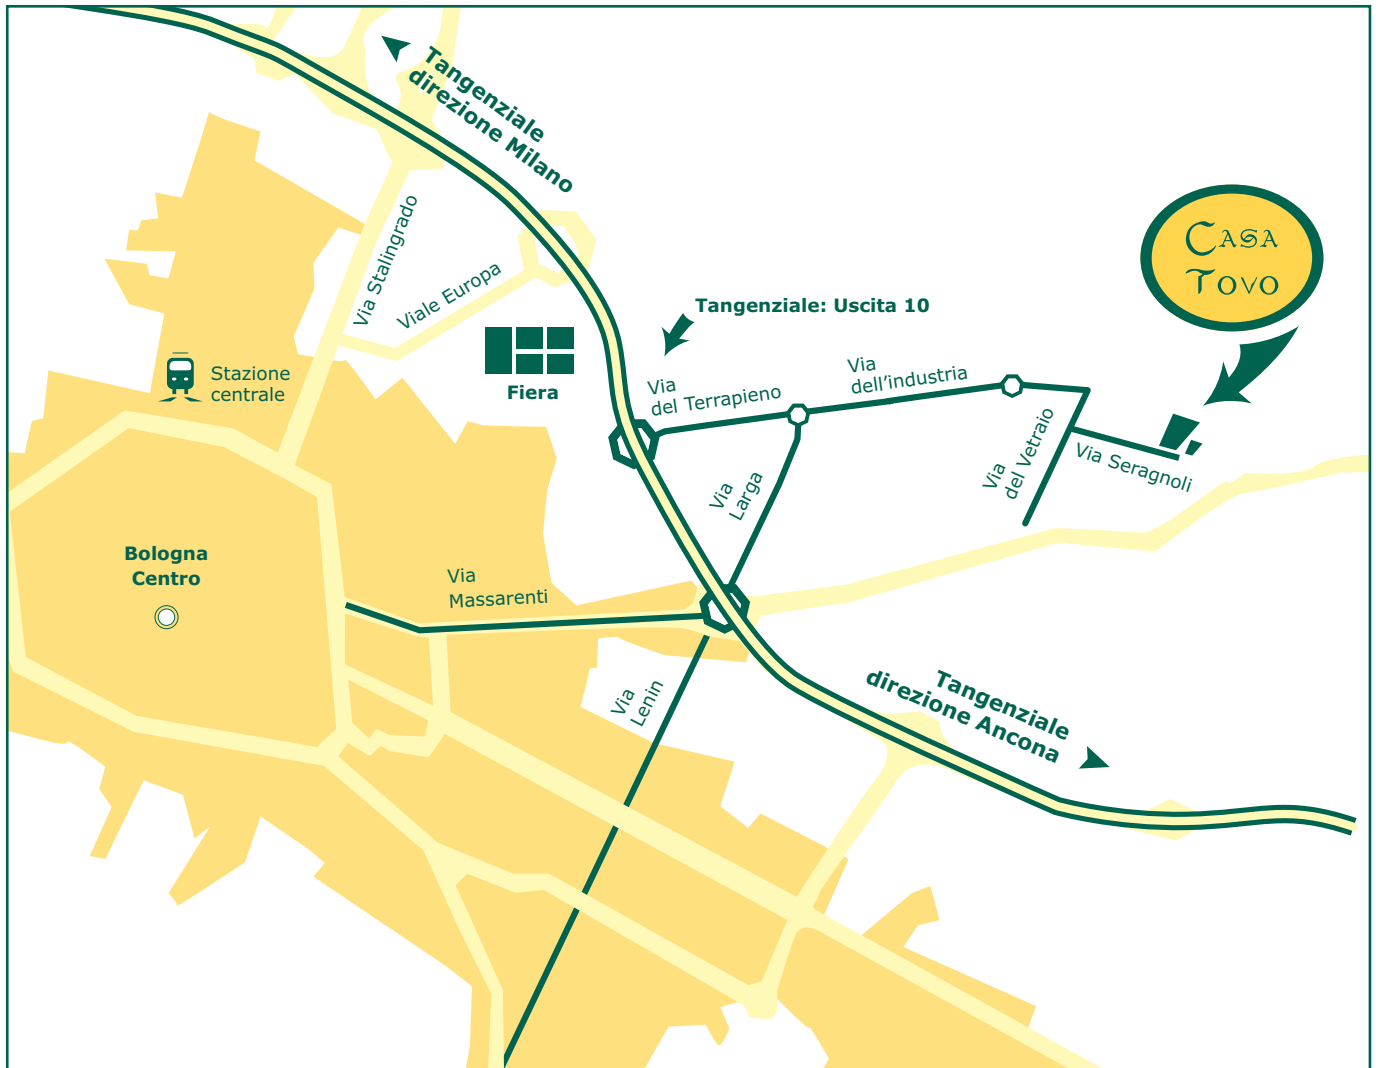 Tangenziale
direzione Milano
Via Stalingrado
Viale Europa
CASA
TOVO
Tangenziale: Uscita 10
Fiera
Stazione
centrale
Via
del Terrapieno
Via
dell’industria
Via
del Vetraio
Via Seragnoli
Via
Larga
Bologna
Centro
Via
Massarenti
Via
Lenin
Tangenziale
direzione Ancona